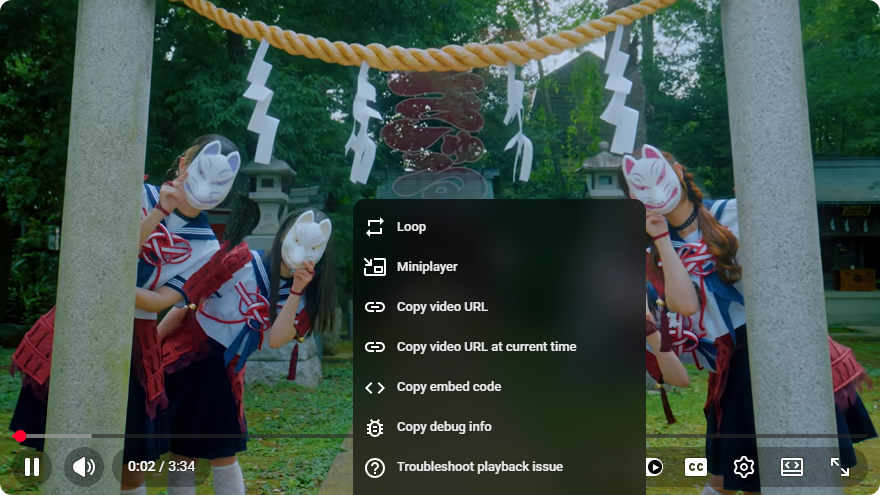 Loop
Miniplayer
Copy video URL
Copy video URL at current time
Copy embed code
Copy debug info
Troubleshoot playback issue
0:02 / 3:34
CC